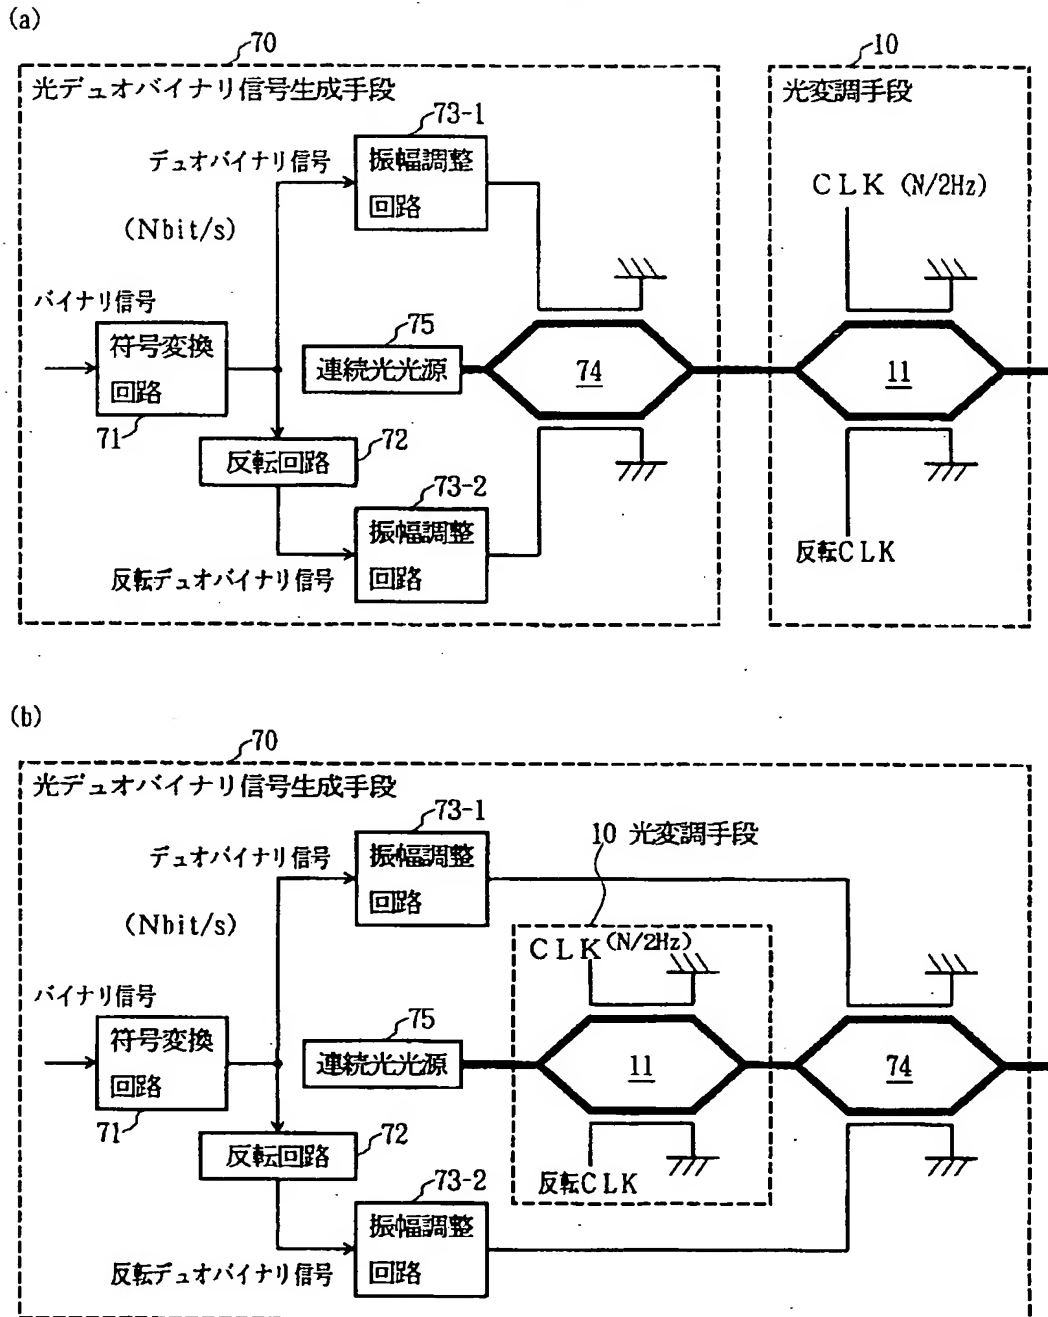 (a)
70
10
光デュオバイナリ信号生成手段
光変調手段
73-1
デュオバイナリ信号
振幅調整
回路
CLK (N/2Hz)
(Nbit/s)
バイナリ信号
75
符号変換
回路
連続光光源
74
11
71
72
反転回路
73-2
振幅調整
回路
反転CLK
反転デュオバイナリ信号
(b)
70
光デュオバイナリ信号生成手段
73-1
10 光変調手段
デュオバイナリ信号
振幅調整
回路
(Nbit/s)
CLK(N/2Hz)
バイナリ信号
75
符号変換
回路
連続光光源
11
74
71
72
反転回路
反転CLK
73-2
振幅調整
回路
反転デュオバイナリ信号